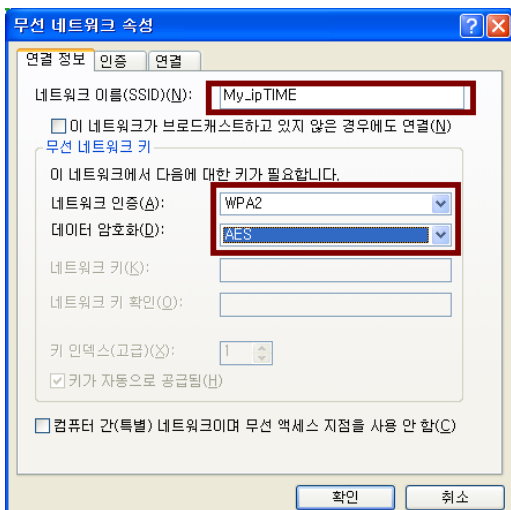 무선 네트워크 속성
연결 정보 인증 연결
네트워크 이름(SSID)(N): My_ipTIME
이 네트워크가 브로드캐스트하고 있지 않은 경우에도 연결(N)
무선 네트워크 키
이 네트워크에서 다음에 대한 키가 필요합니다.
네트워크 인증(A): WPA2
데이터 암호화(D): AES
네트워크 키(K):
네트워크 키 확인(O):
키 인덱스(고급)(X): 1
키가 자동으로 공급됨(H)
컴퓨터 간(특별) 네트워크이며 무선 액세스 지점을 사용 안 함(C)
확인 취소